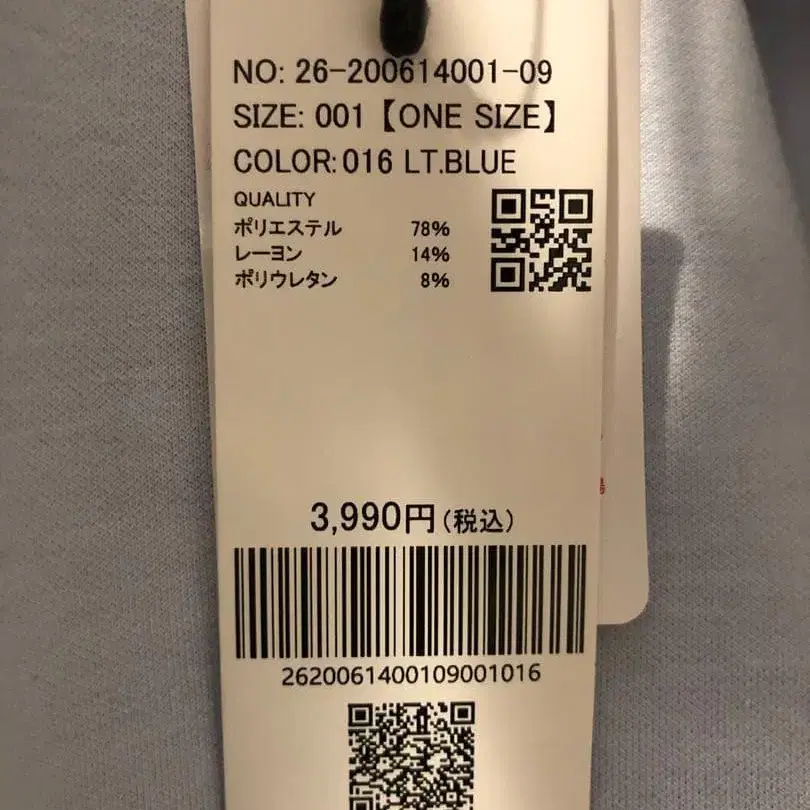 NO: 26-200614001-09
SIZE: 001【ONE SIZE】
COLOR: 016 LT.BLUE
QUALITY
ポリエステル 78%
レーヨン 14%
ポリウレタン 8%
3,990円(税込)
2620061400109001016